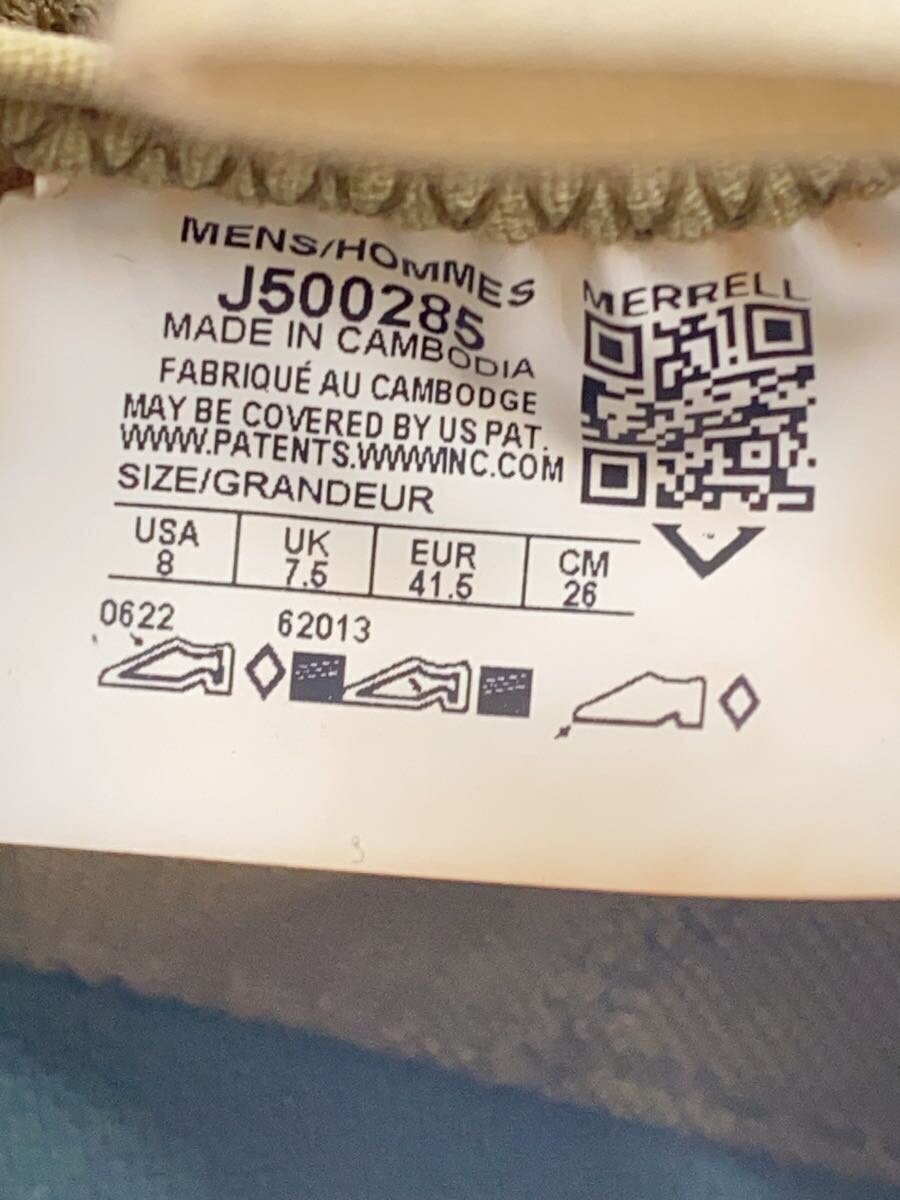 MENS/HOMMES
J500285
MADE IN CAMBODIA
FABRIQUÉ AU CAMBODGE
MAY BE COVERED BY US PAT.
WWW.PATENTS.WWWINC.COM
SIZE/GRANDEUR
USA UK EUR CM
8 7.5 41.5 26
0622 62013
MERRELL